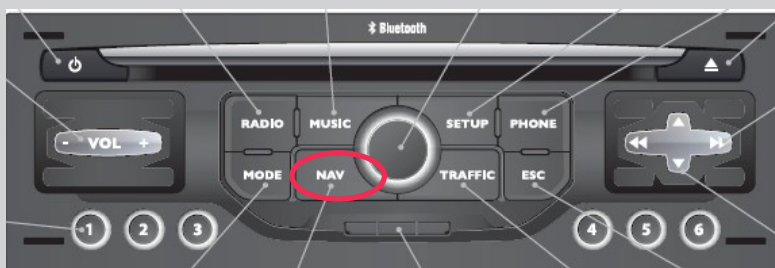 Bluetooth
RADIO MUSIC SETUP PHONE
- VOL +
MODE NAV TRAFFIC ESC
1 2 3 4 5 6